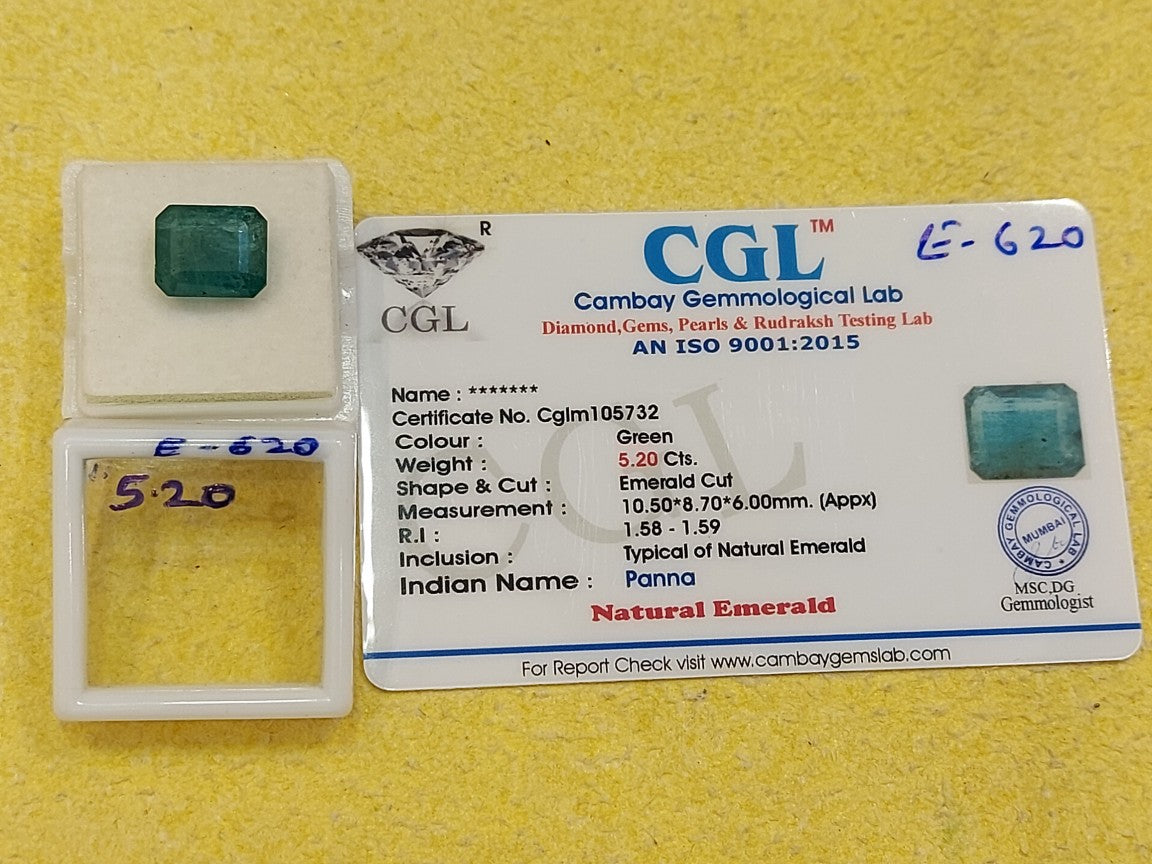 E-620
5.20
R
CGL
CGL™
E-620
Cambay Gemmological Lab
Diamond,Gems, Pearls & Rudraksh Testing Lab
AN ISO 9001:2015
Name : *******
Certificate No. Cglm105732
Colour : Green
Weight : 5.20 Cts.
Shape & Cut : Emerald Cut
Measurement : 10.50*8.70*6.00mm. (Appx)
R.I : 1.58 - 1.59
Inclusion : Typical of Natural Emerald
Indian Name : Panna
Natural Emerald
CGL
CAMBAY GEMMOLOGICAL LAB
MUMBAI
MSC,DG
Gemmologist
For Report Check visit www.cambaygemslab.com